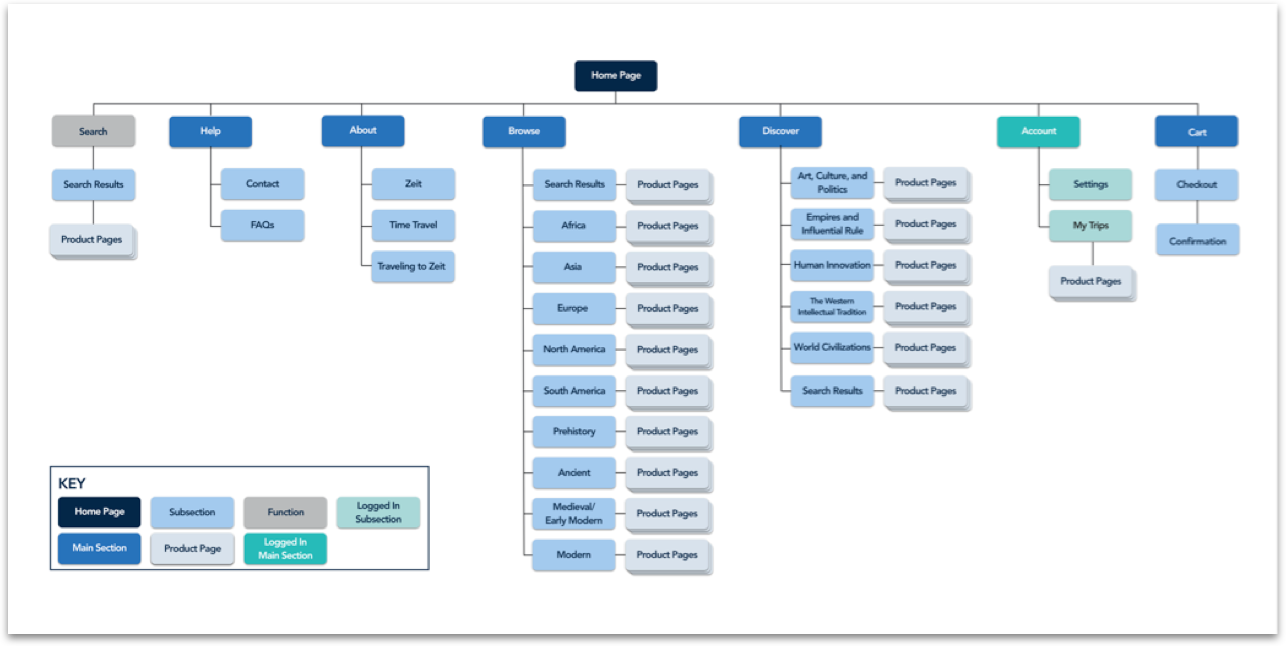 Home Page
Search
Help
About
Browse
Discover
Account
Cart
Search Results
Product Pages
Contact
FAQs
Zeit
Time Travel
Traveling to Zeit
Search Results
Product Pages
Africa
Product Pages
Asia
Product Pages
Europe
Product Pages
North America
Product Pages
South America
Product Pages
Prehistory
Product Pages
Ancient
Product Pages
Medieval/
Early Modern
Product Pages
Modern
Product Pages
Art, Culture, and
Politics
Product Pages
Empires and
Influential Rule
Product Pages
Human Innovation
Product Pages
The Western
Intellectual Tradition
Product Pages
World Civilizations
Product Pages
Search Results
Product Pages
Settings
My Trips
Product Pages
Checkout
Confirmation
KEY
Home Page
Subsection
Function
Logged In
Subsection
Main Section
Product Page
Logged In
Main Section